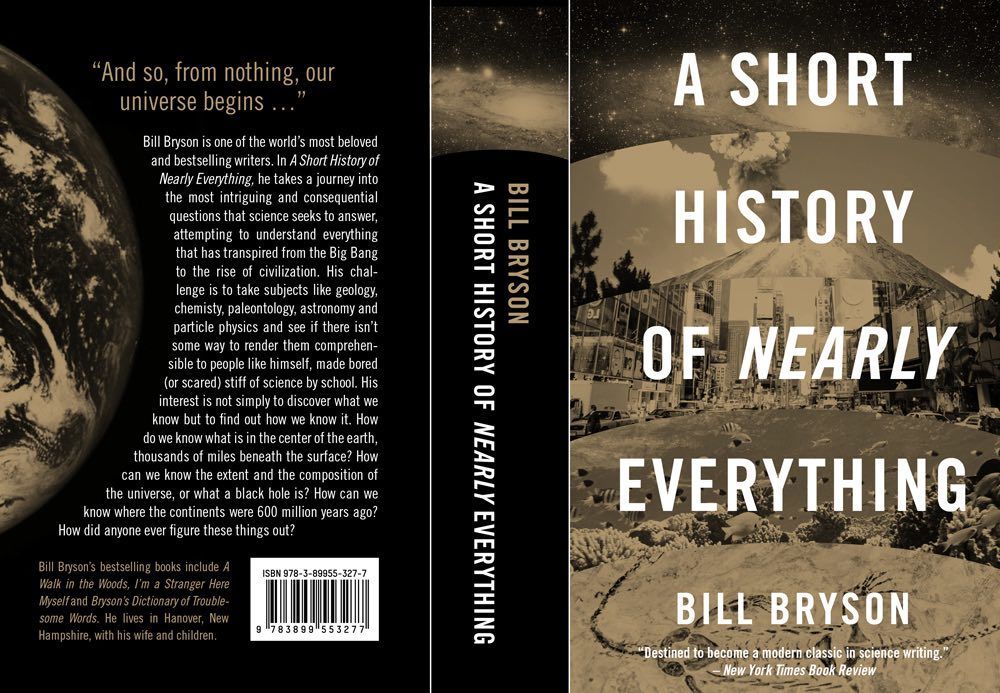 “And so, from nothing, our
universe begins …”
Bill Bryson is one of the world’s most beloved
and bestselling writers. In A Short History of
Nearly Everything, he takes a journey into
the most intriguing and consequential
questions that science seeks to answer,
attempting to understand everything
that has transpired from the Big Bang
to the rise of civilization. His chal-
lenge is to take subjects like geology,
chemisty, paleontology, astronomy and
particle physics and see if there isn’t
some way to render them comprehen-
sible to people like himself, made bored
(or scared) stiff of science by school. His
interest is not simply to discover what we
know but to find out how we know it. How
do we know what is in the center of the earth,
thousands of miles beneath the surface? How
can we know the extent and the composition
of the universe, or what a black hole is? How can we
know where the continents were 600 million years ago?
How did anyone ever figure these things out?
Bill Bryson’s bestselling books include A
Walk in the Woods, I’m a Stranger Here
Myself and Bryson’s Dictionary of Trouble-
some Words. He lives in Hanover, New
Hampshire, with his wife and children.
ISBN 978-3-89955-327-7
9 783899 553277
BILL BRYSON
A SHORT HISTORY OF NEARLY EVERYTHING
A SHORT
HISTORY
OF NEARLY
EVERYTHING
BILL BRYSON
“Destined to become a modern classic in science writing.”
– New York Times Book Review